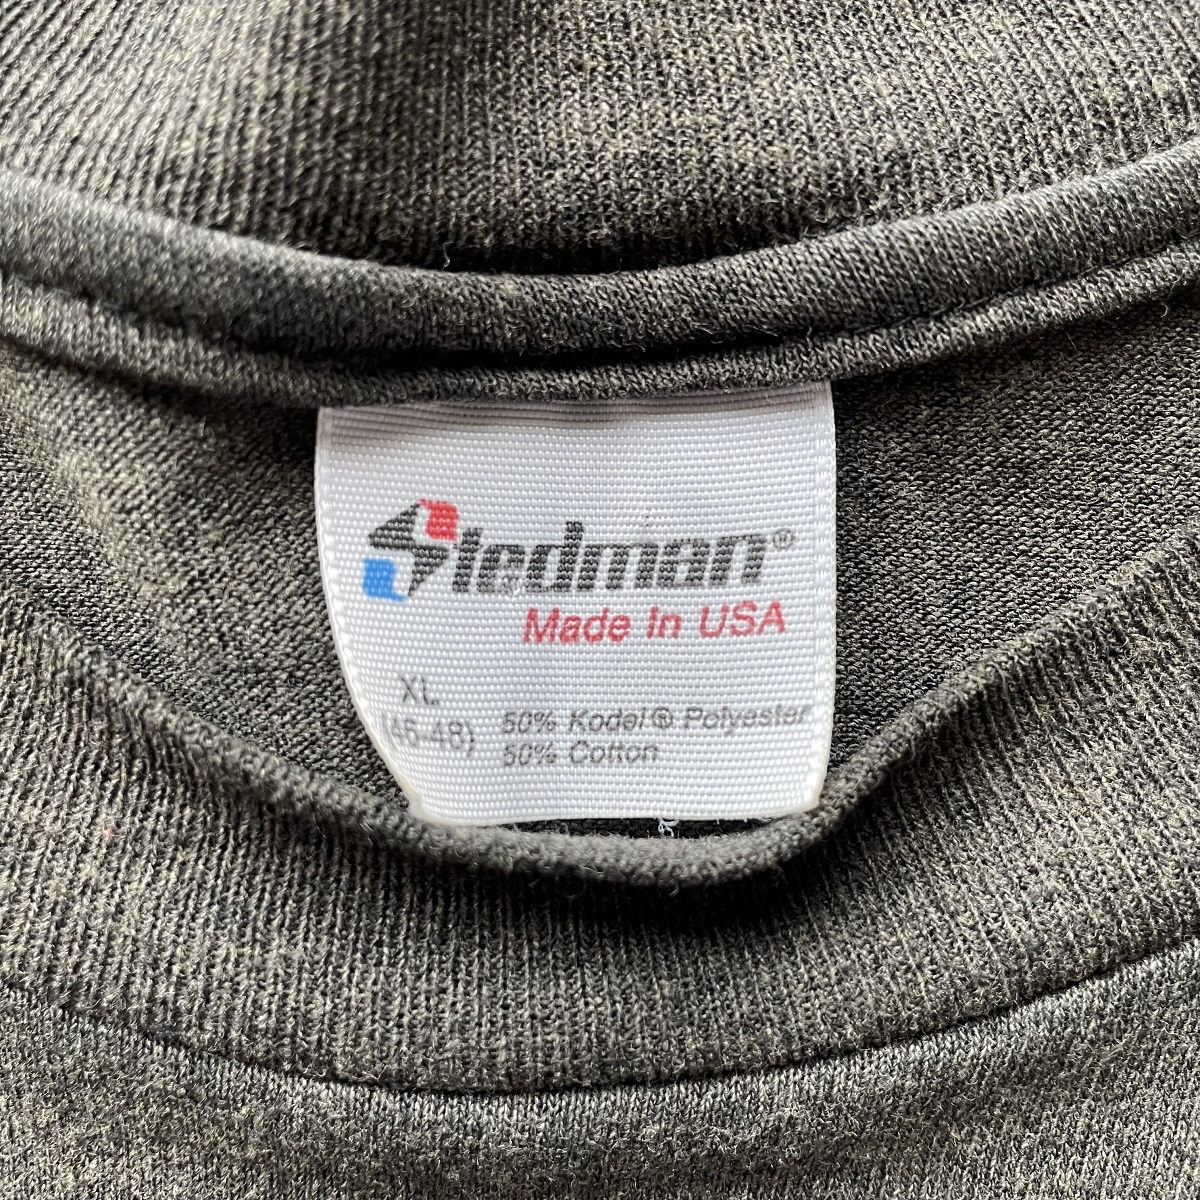 Stedman®
Made In USA
XL
(46-48)
50% Kodel® Polyester
50% Cotton